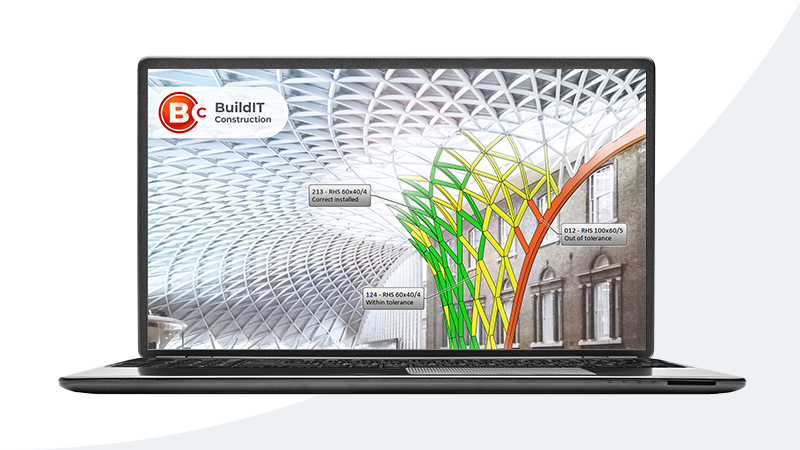 BC
BuildIT
Construction
213 - RHS 60x40/4
Correct installed
012 - RHS 100x60/5
Out of tolerance
124 - RHS 60x40/4
Within tolerance